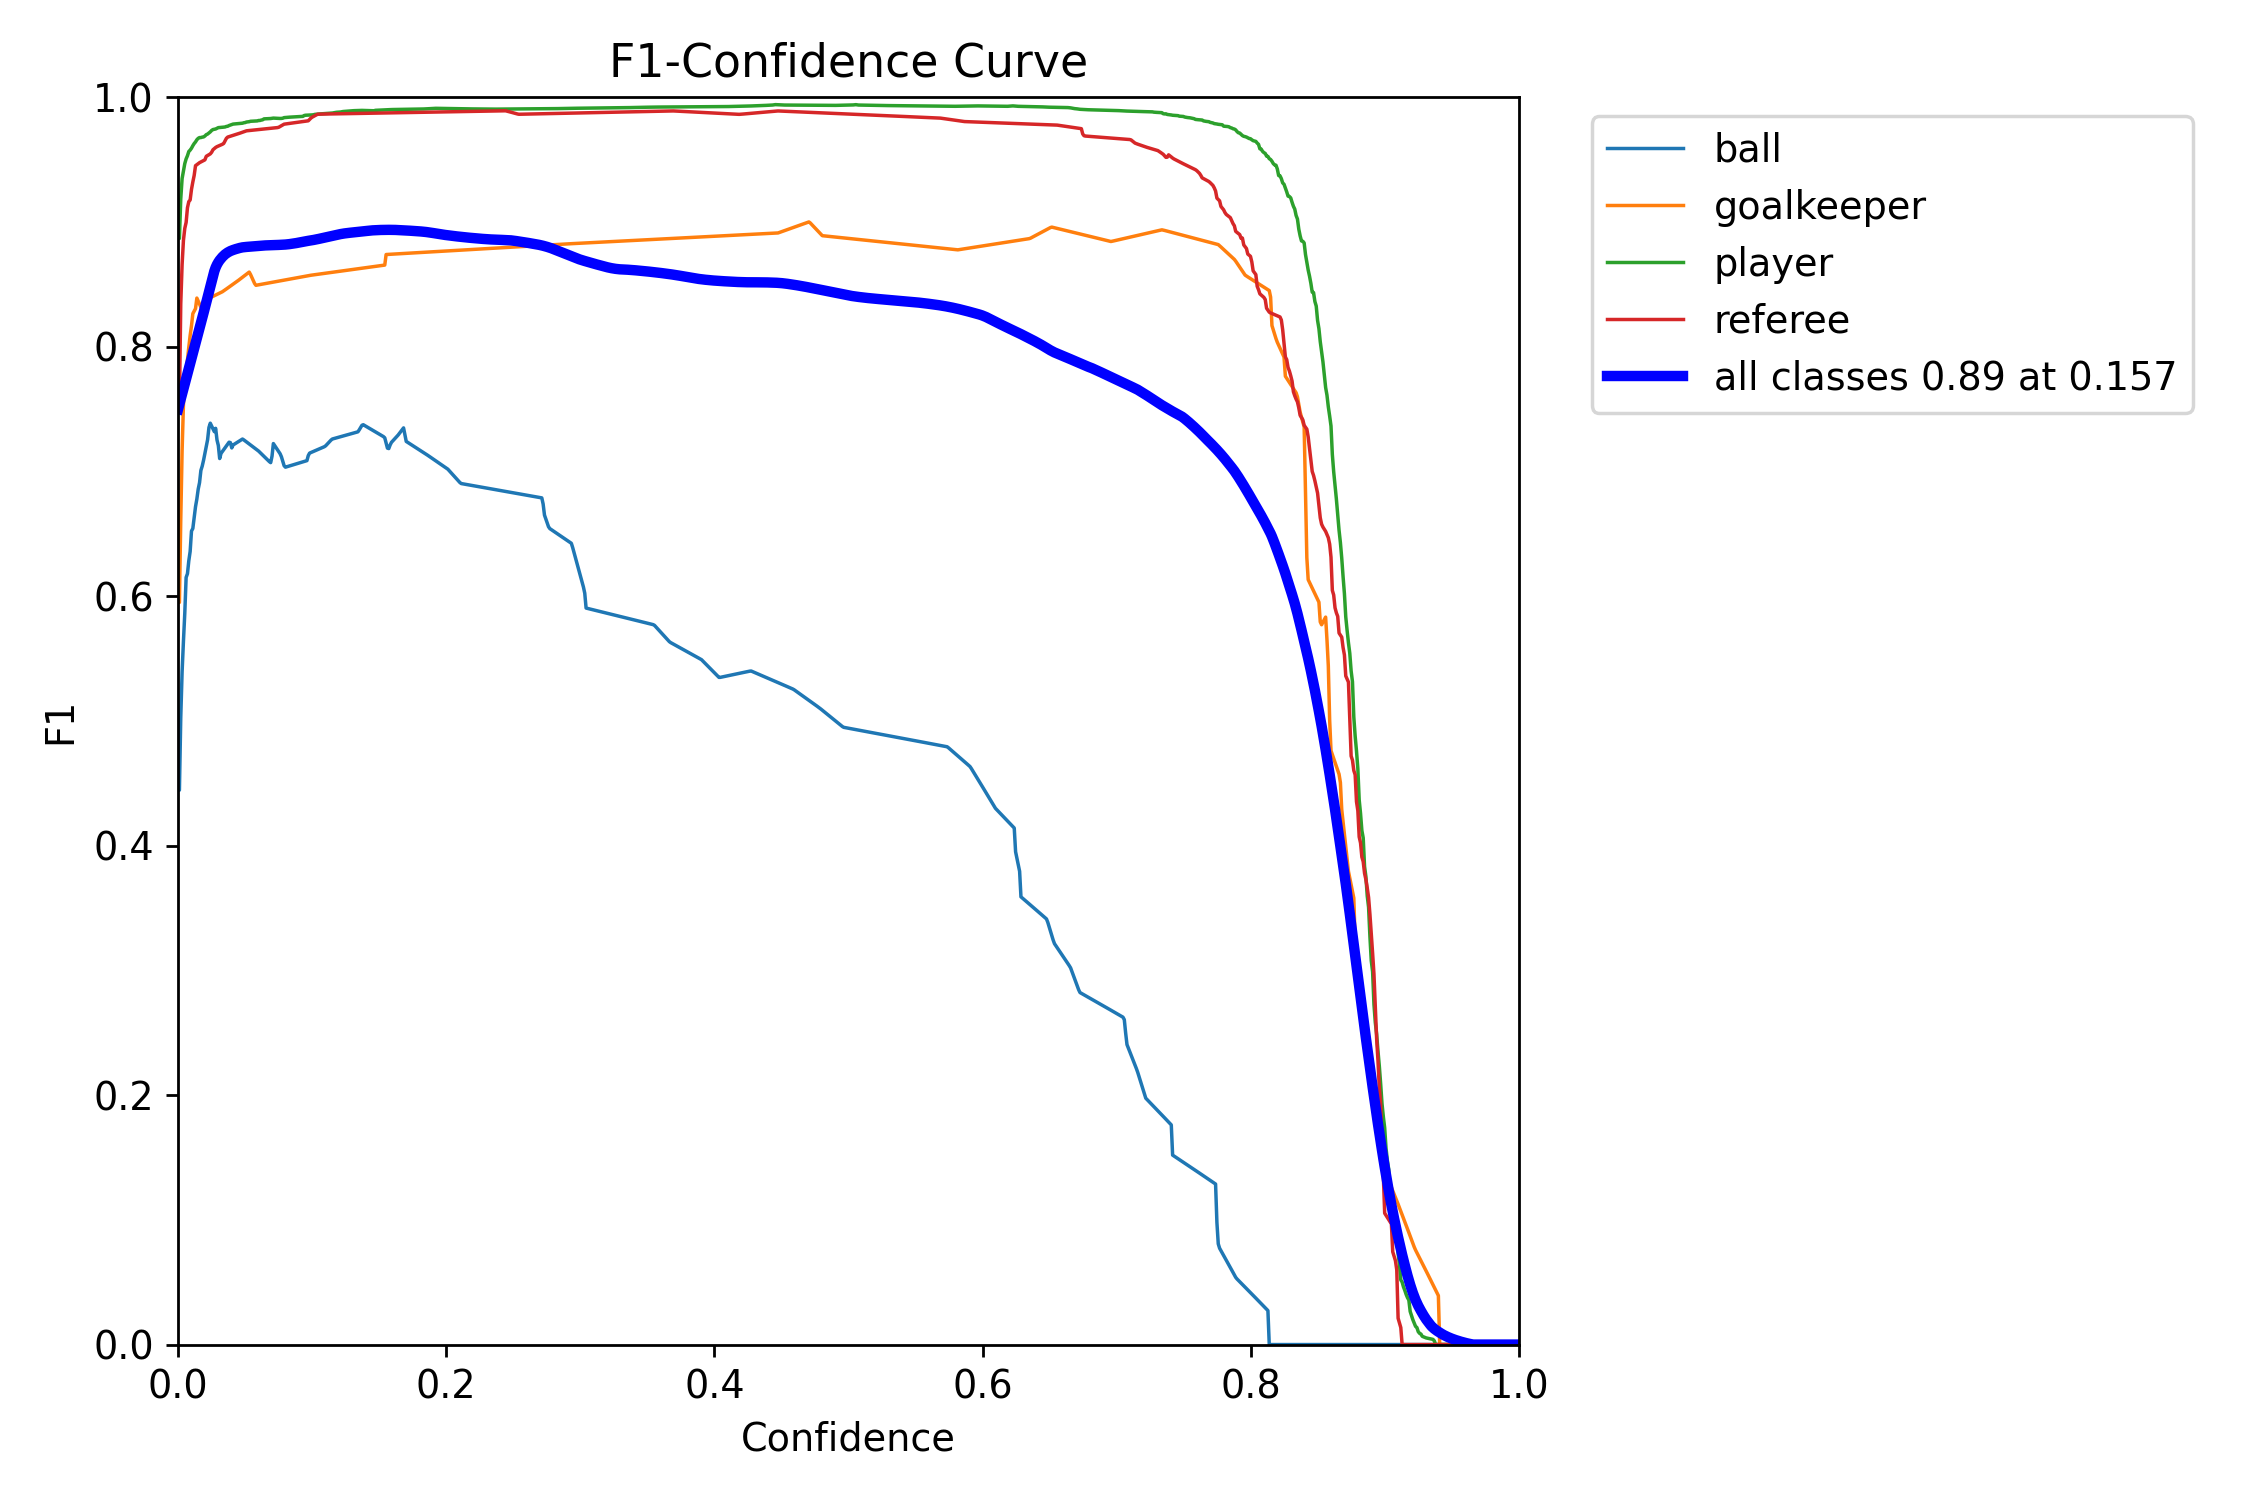 F1-Confidence Curve
1.0
0.8
0.6
0.4
0.2
0.0
F1
0.0 0.2 0.4 0.6 0.8 1.0
Confidence
ball
goalkeeper
player
referee
all classes 0.89 at 0.157